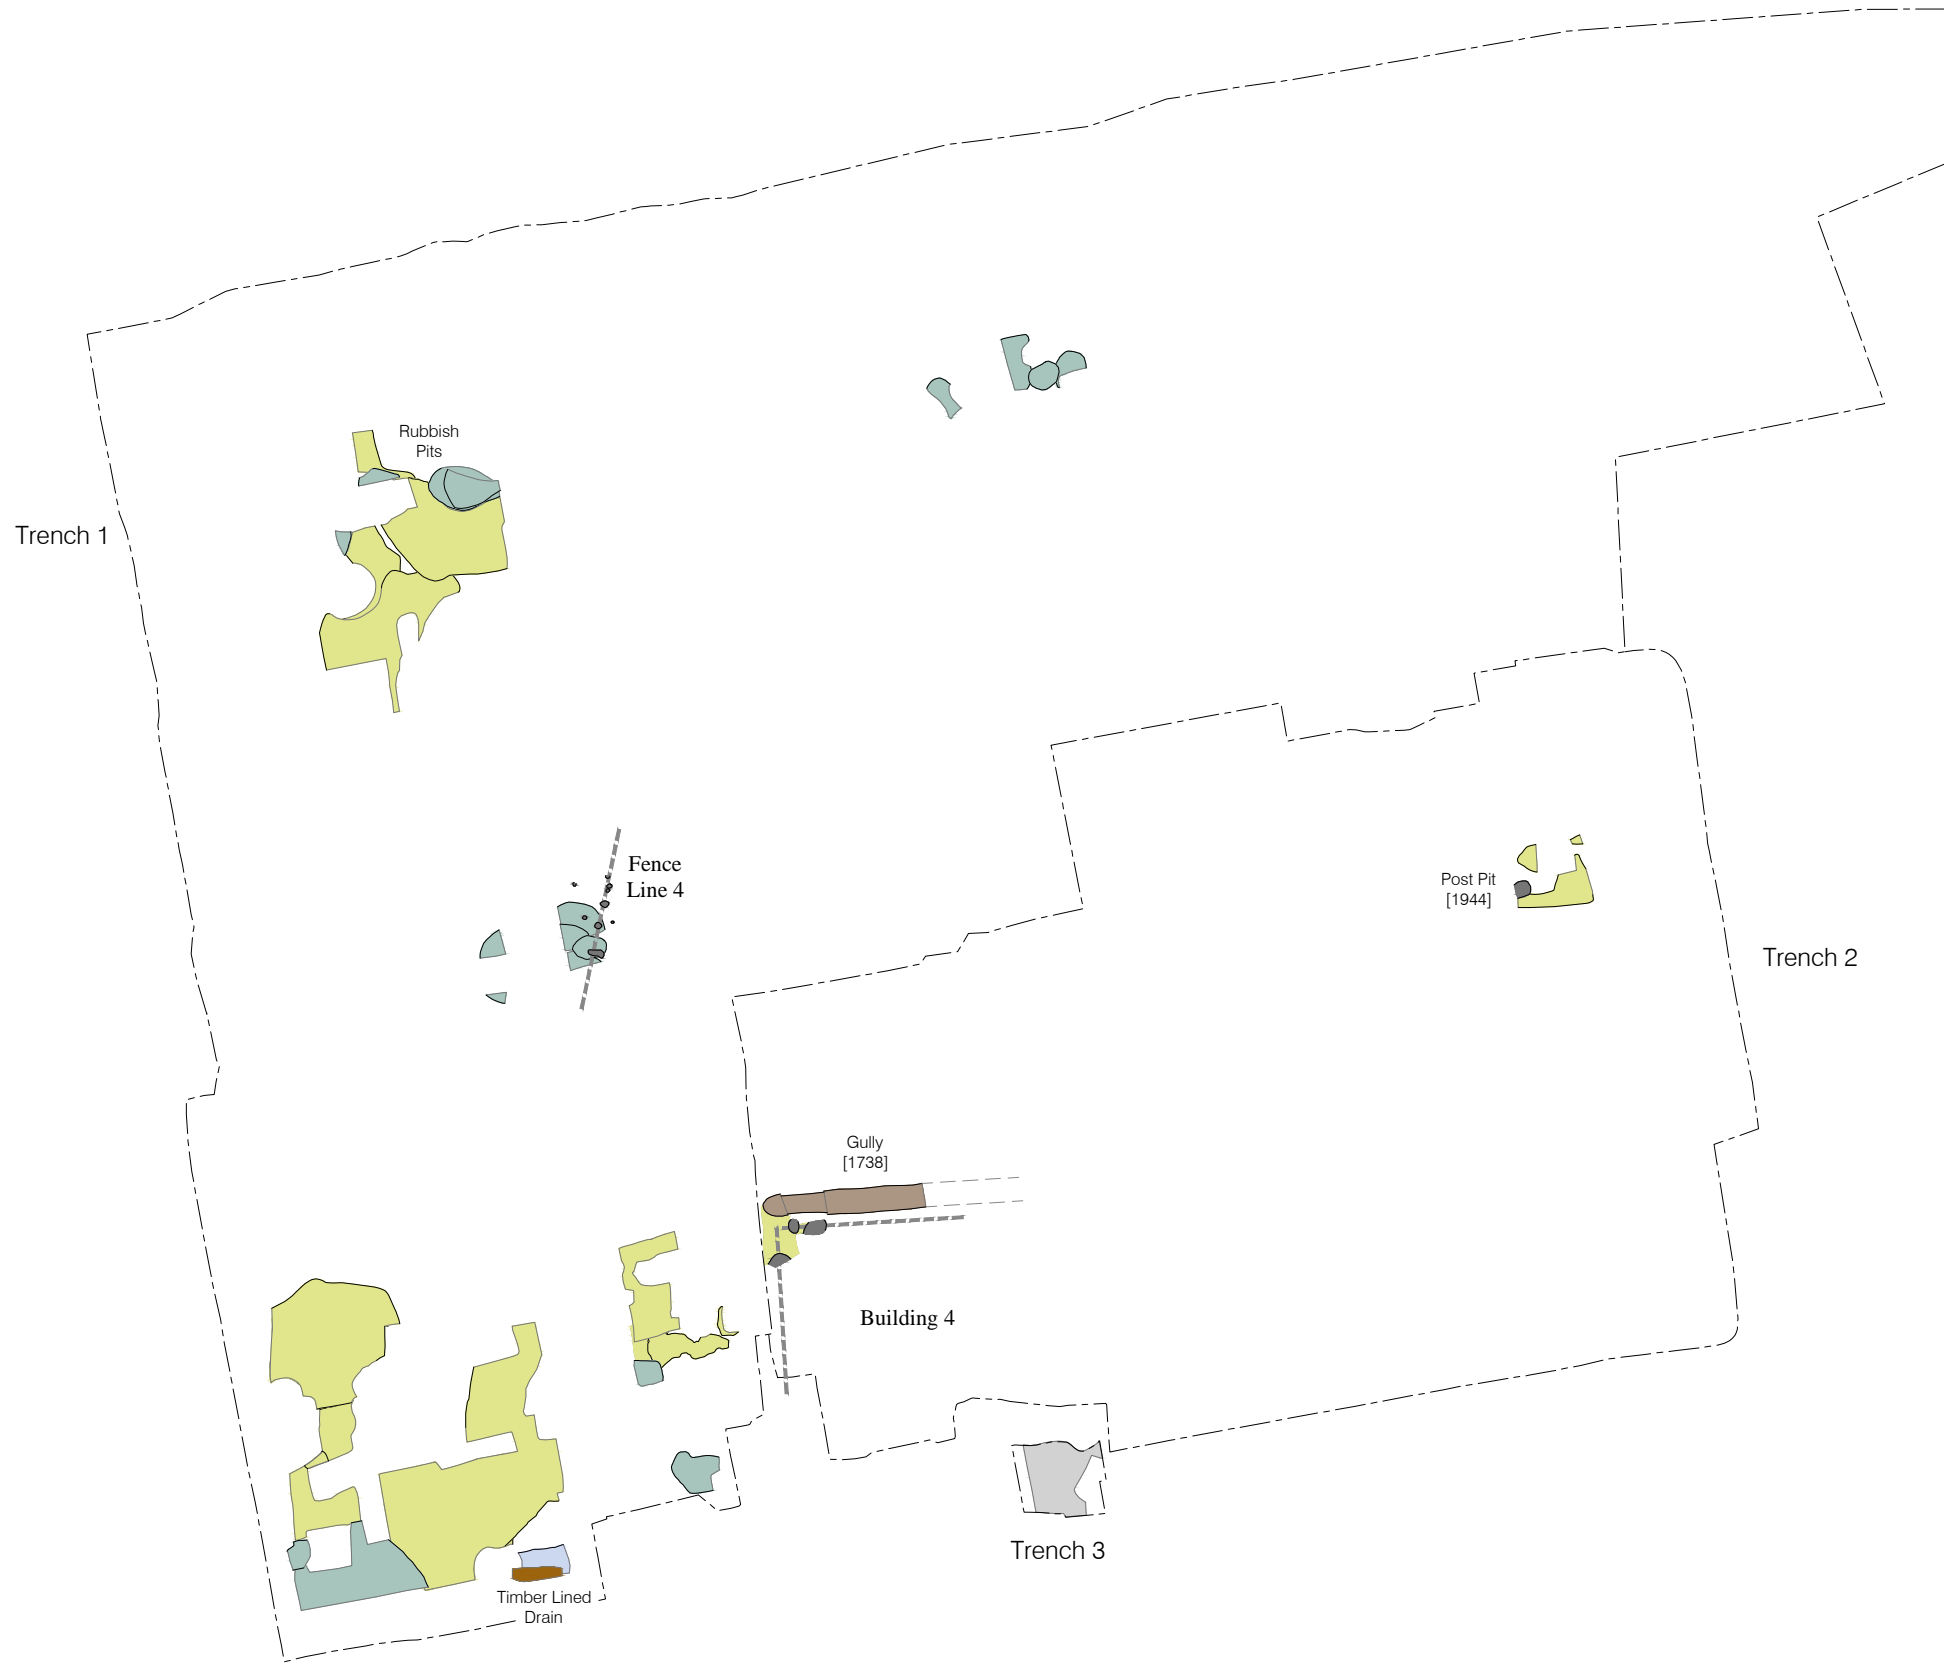 Rubbish
Pits
Trench 1
Fence
Line 4
Post Pit
[1944]
Trench 2
Gully
[1738]
Building 4
Trench 3
Timber Lined
Drain